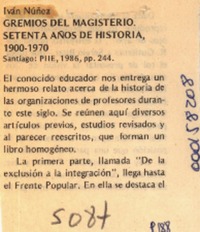 Iván Núñez
GREMIOS DEL MAGISTERIO.
SETENTA AÑOS DE HISTORIA,
1900-1970
Santiago: PIIE, 1986, pp. 244.
El conocido educador nos entrega un
hermoso relato acerca de la historia de
las organizaciones de profesores duran-
te este siglo. Se reúnen aquí diversos
artículos previos, estudios revisados y
al parecer reescritos, que forman un
libro homogéneo.
La primera parte, llamada "De la
exclusión a la integración", llega hasta
el Frente Popular. En ella se destaca el
5087
P188